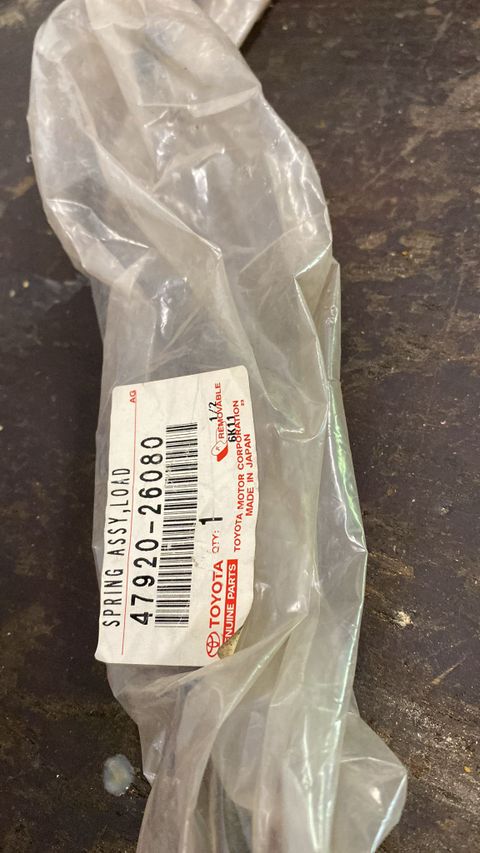 AG
SPRING ASSY,LOAD
47920-26080
TOYOTA QTY: 1
GENUINE PARTS
REMOVABLE
1/2
6K11
TOYOTA MOTOR CORPORATION
MADE IN JAPAN